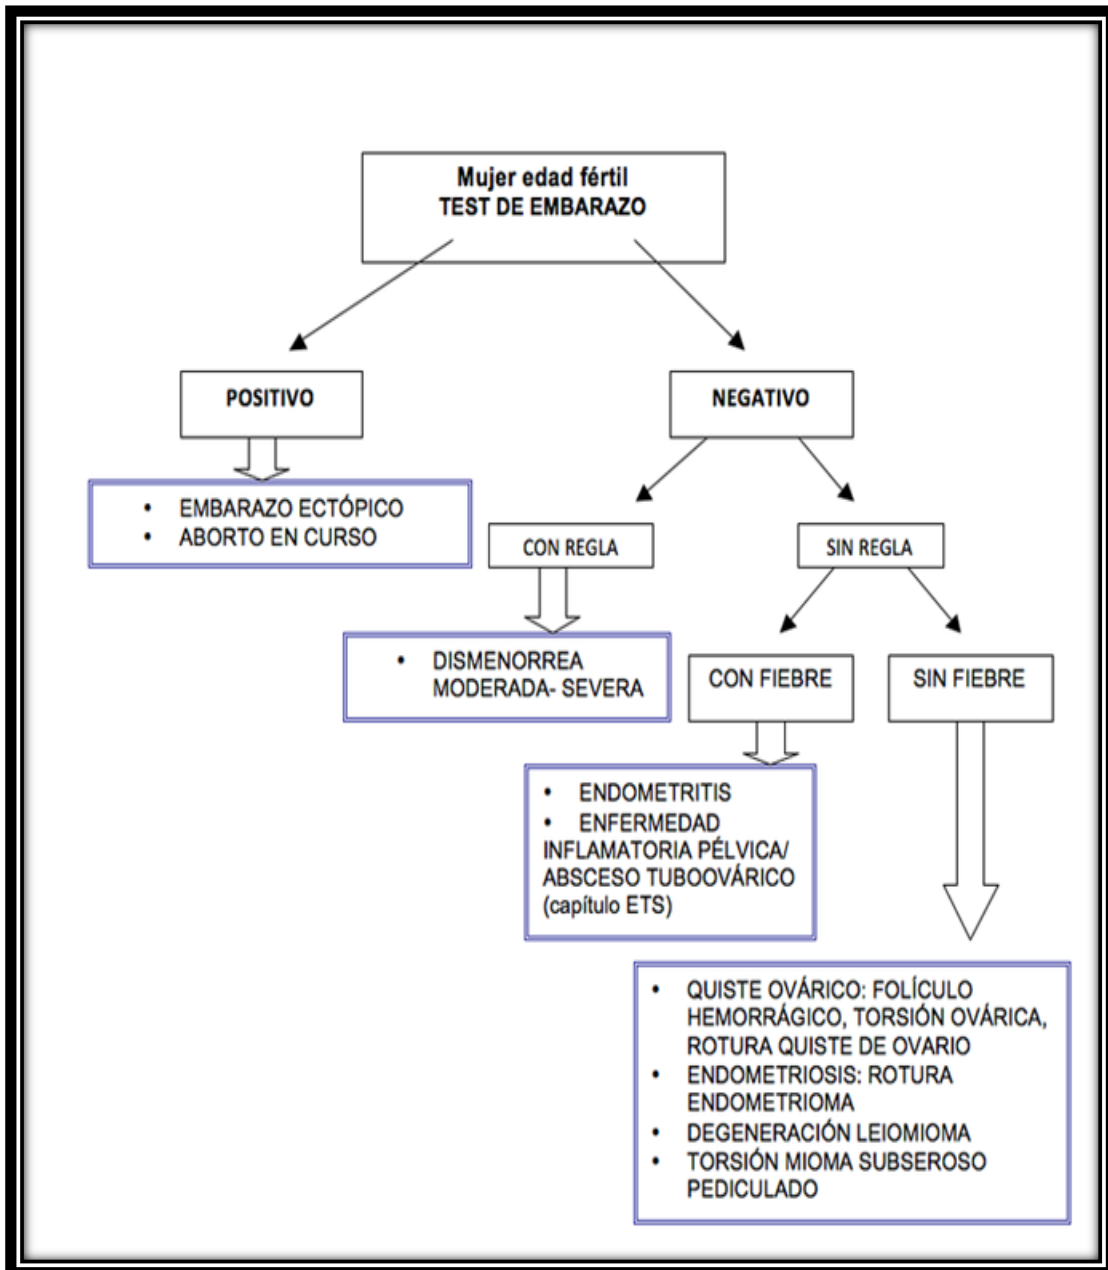 Mujer edad fértil
TEST DE EMBARAZO
POSITIVO
NEGATIVO
• EMBARAZO ECTÓPICO
• ABORTO EN CURSO
CON REGLA
SIN REGLA
• DISMENORREA
MODERADA- SEVERA
CON FIEBRE
SIN FIEBRE
• ENDOMETRITIS
• ENFERMEDAD
INFLAMATORIA PÉLVICA/
ABSCESO TUBOOVÁRICO
(capítulo ETS)
• QUISTE OVÁRICO: FOLÍCULO
HEMORRÁGICO, TORSIÓN OVÁRICA,
ROTURA QUISTE DE OVARIO
• ENDOMETRIOSIS: ROTURA
ENDOMETRIOMA
• DEGENERACIÓN LEIOMIOMA
• TORSIÓN MIOMA SUBSEROSO
PEDICULADO